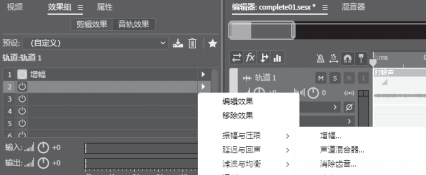 视频
效果组
属性
剪辑效果
音轨效果
预设:
(自定义)
轨道:轨道 1
1
增幅
2
3
4
5
6
输入:
+0
输出:
+0
编辑器: complete01.sesx *
混音器
fx
轨道 1
M
S
+0
编辑效果
移除效果
振幅与压限
延迟与回声
滤波与均衡
增幅...
声道混合器...
消除齿音...